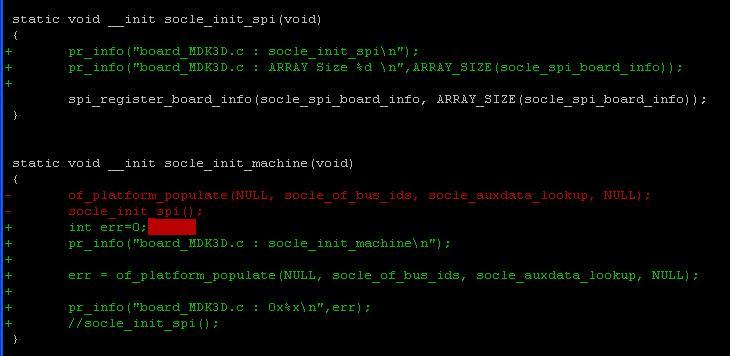 static void __init socle_init_spi(void)
{
+       pr_info("board_MDK3D.c : socle_init_spi\n");
+       pr_info("board_MDK3D.c : ARRAY Size %d \n",ARRAY_SIZE(socle_spi_board_info));
+
        spi_register_board_info(socle_spi_board_info, ARRAY_SIZE(socle_spi_board_info));
}

static void __init socle_init_machine(void)
{
-       of_platform_populate(NULL, socle_of_bus_ids, socle_auxdata_lookup, NULL);
-       socle_init_spi();
+       int err=0;
+       pr_info("board_MDK3D.c : socle_init_machine\n");
+
+       err = of_platform_populate(NULL, socle_of_bus_ids, socle_auxdata_lookup, NULL);
+
+       pr_info("board_MDK3D.c : 0x%x\n",err);
+       //socle_init_spi();
}